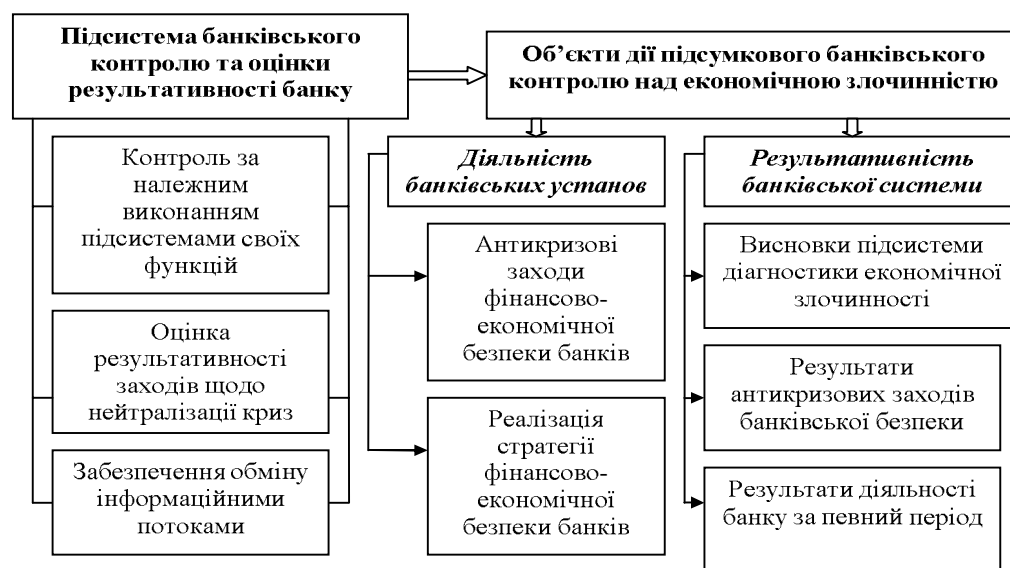 Підсистема банківського
контролю та оцінки
результативності банку
Об’єкти дії підсумкового банківського
контролю над економічною злочинністю
Контроль за
належним
виконанням
підсистемами своїх
функцій
Оцінка
результативності
заходів щодо
нейтралізації криз
Забезпечення обміну
інформаційними
потоками
Діяльність
банківських установ
Антикризові
заходи
фінансово-
економічної
безпеки банків
Реалізація
стратегії
фінансово-
економічної
безпеки банків
Результативність
банківської системи
Висновки підсистеми
діагностики економічної
злочинності
Результати
антикризових заходів
банківської безпеки
Результати діяльності
банку за певний період